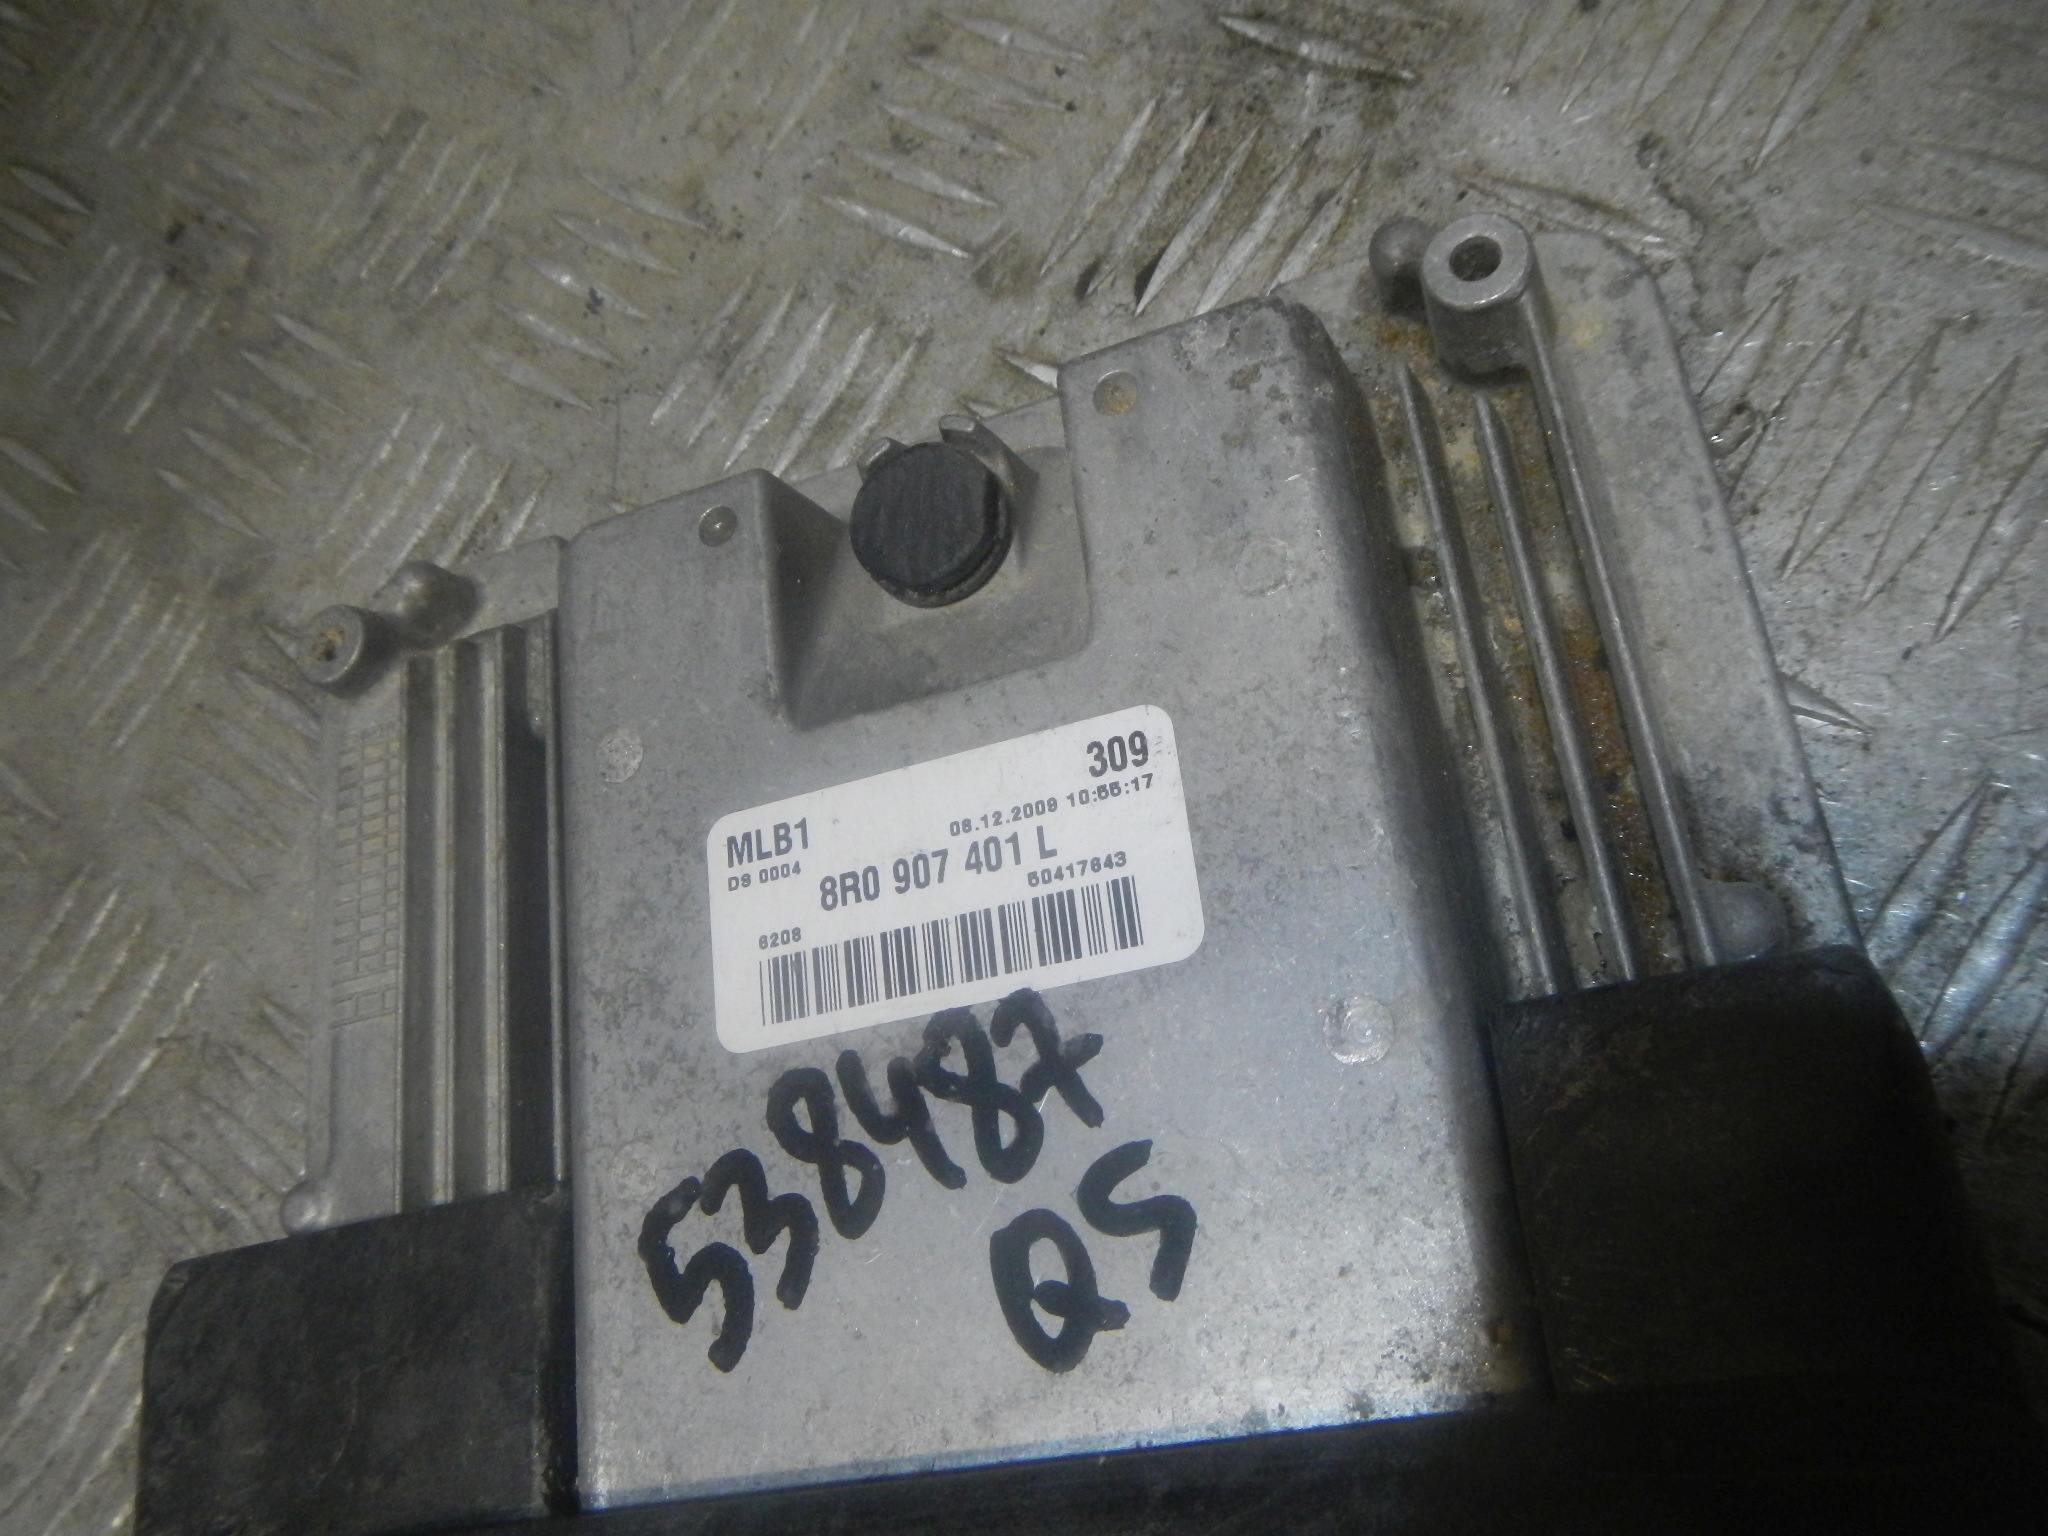 309
MLB1
08.12.2009 10:55:17
DS 0004
8R0 907 401 L
50417643
6208
538487
QS